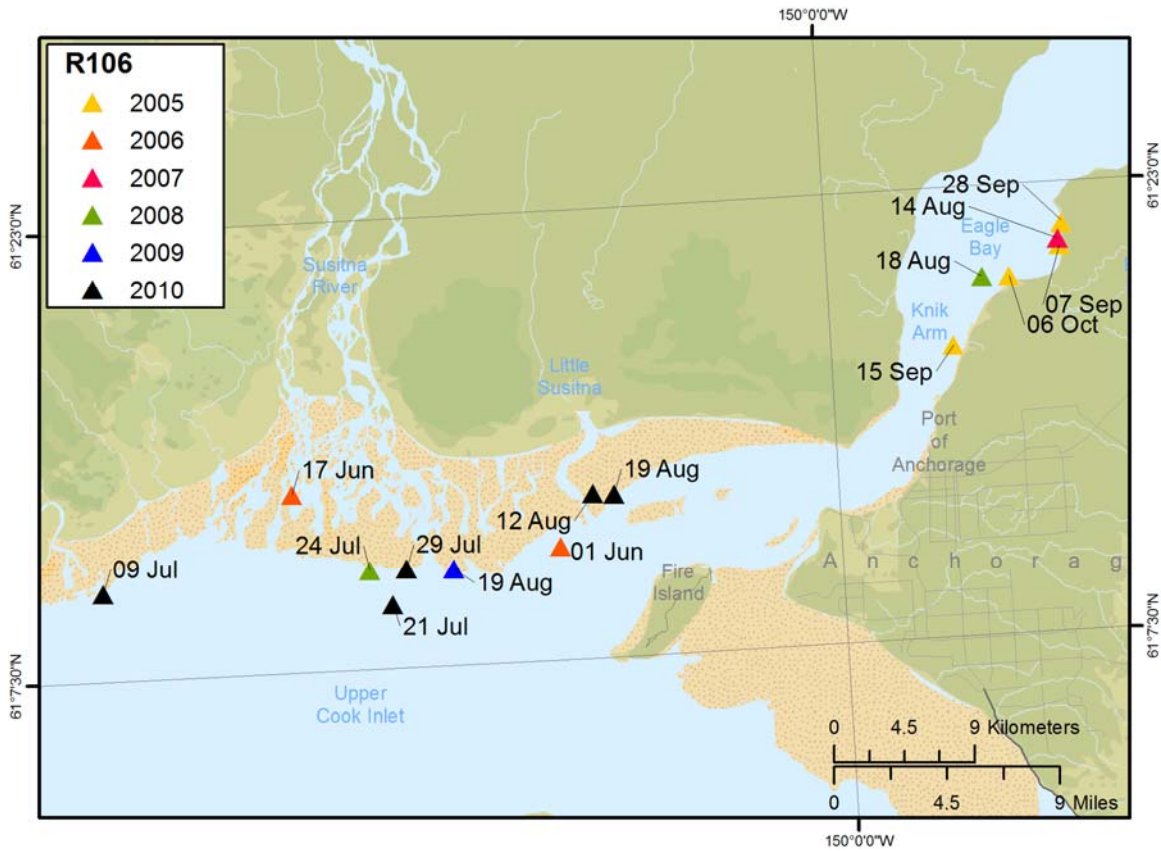 150°0'0"W
R106
2005
2006
2007
2008
2009
2010
61°23'0"N
61°23'0"N
28 Sep
14 Aug
Eagle
Bay
18 Aug
Knik
Arm
07 Sep
06 Oct
15 Sep
Susitna
River
Little
Susitna
Port
of
Anchorage
17 Jun
19 Aug
12 Aug
01 Jun
24 Jul
29 Jul
19 Aug
09 Jul
21 Jul
Fire
Island
Anchorag
61°7'30"N
61°7'30"N
Upper
Cook Inlet
0 4.5 9 Kilometers
0 4.5 9 Miles
150°0'0"W